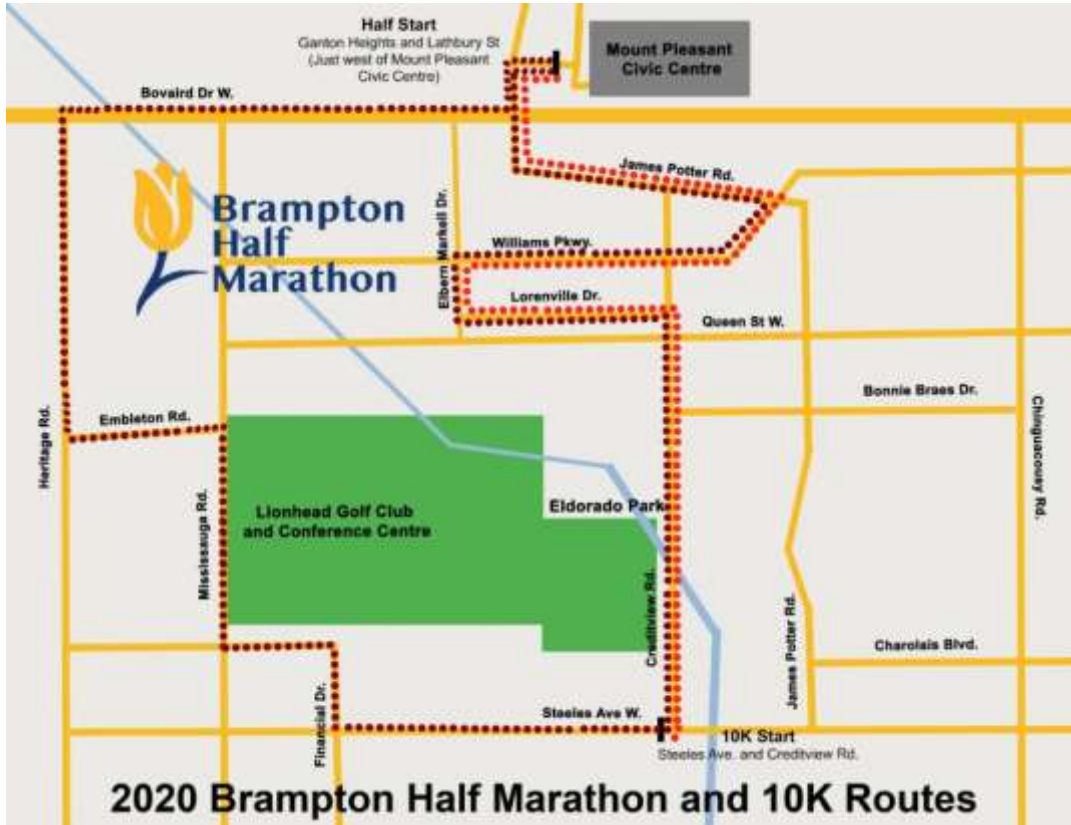 Half Start
Ganton Heights and Lathbury St
(Just west of Mount Pleasant
Civic Centre)
Mount Pleasant
Civic Centre
Bovaird Dr W.
James Potter Rd.
Brampton
Half
Marathon
Elbern Markell Dr.
Williams Pkwy.
Lorenville Dr.
Queen St W.
Bonnie Braes Dr.
Chinguacousy Rd.
Heritage Rd.
Embleton Rd.
Mississauga Rd.
Lionhead Golf Club
and Conference Centre
Eldorado Park
Creditview Rd.
James Potter Rd.
Charolais Blvd.
Financial Dr.
Steeles Ave W.
10K Start
Steeles Ave. and Creditview Rd.
2020 Brampton Half Marathon and 10K Routes